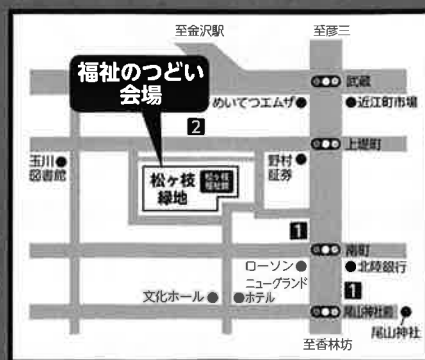 至金沢駅
至彦三
福祉のつどい
会場
武蔵
めいてつエムザ
近江町市場
2
上堤町
玉川
図書館
松ヶ枝
緑地
松ヶ枝
福祉館
野村
証券
1
南町
ローソン
北陸銀行
ニューグランド
ホテル
1
文化ホール
尾山神社前
尾山神社
至香林坊